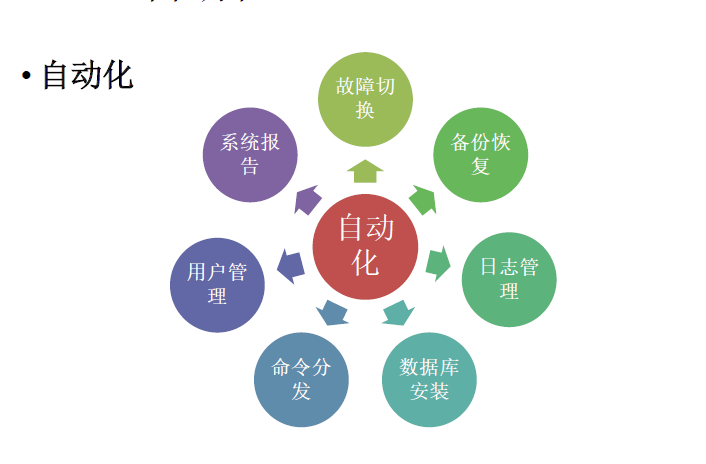 • 自动化
故障切
换
备份恢
复
日志管
理
数据库
安装
命令分
发
用户管
理
系统报
告
自动
化